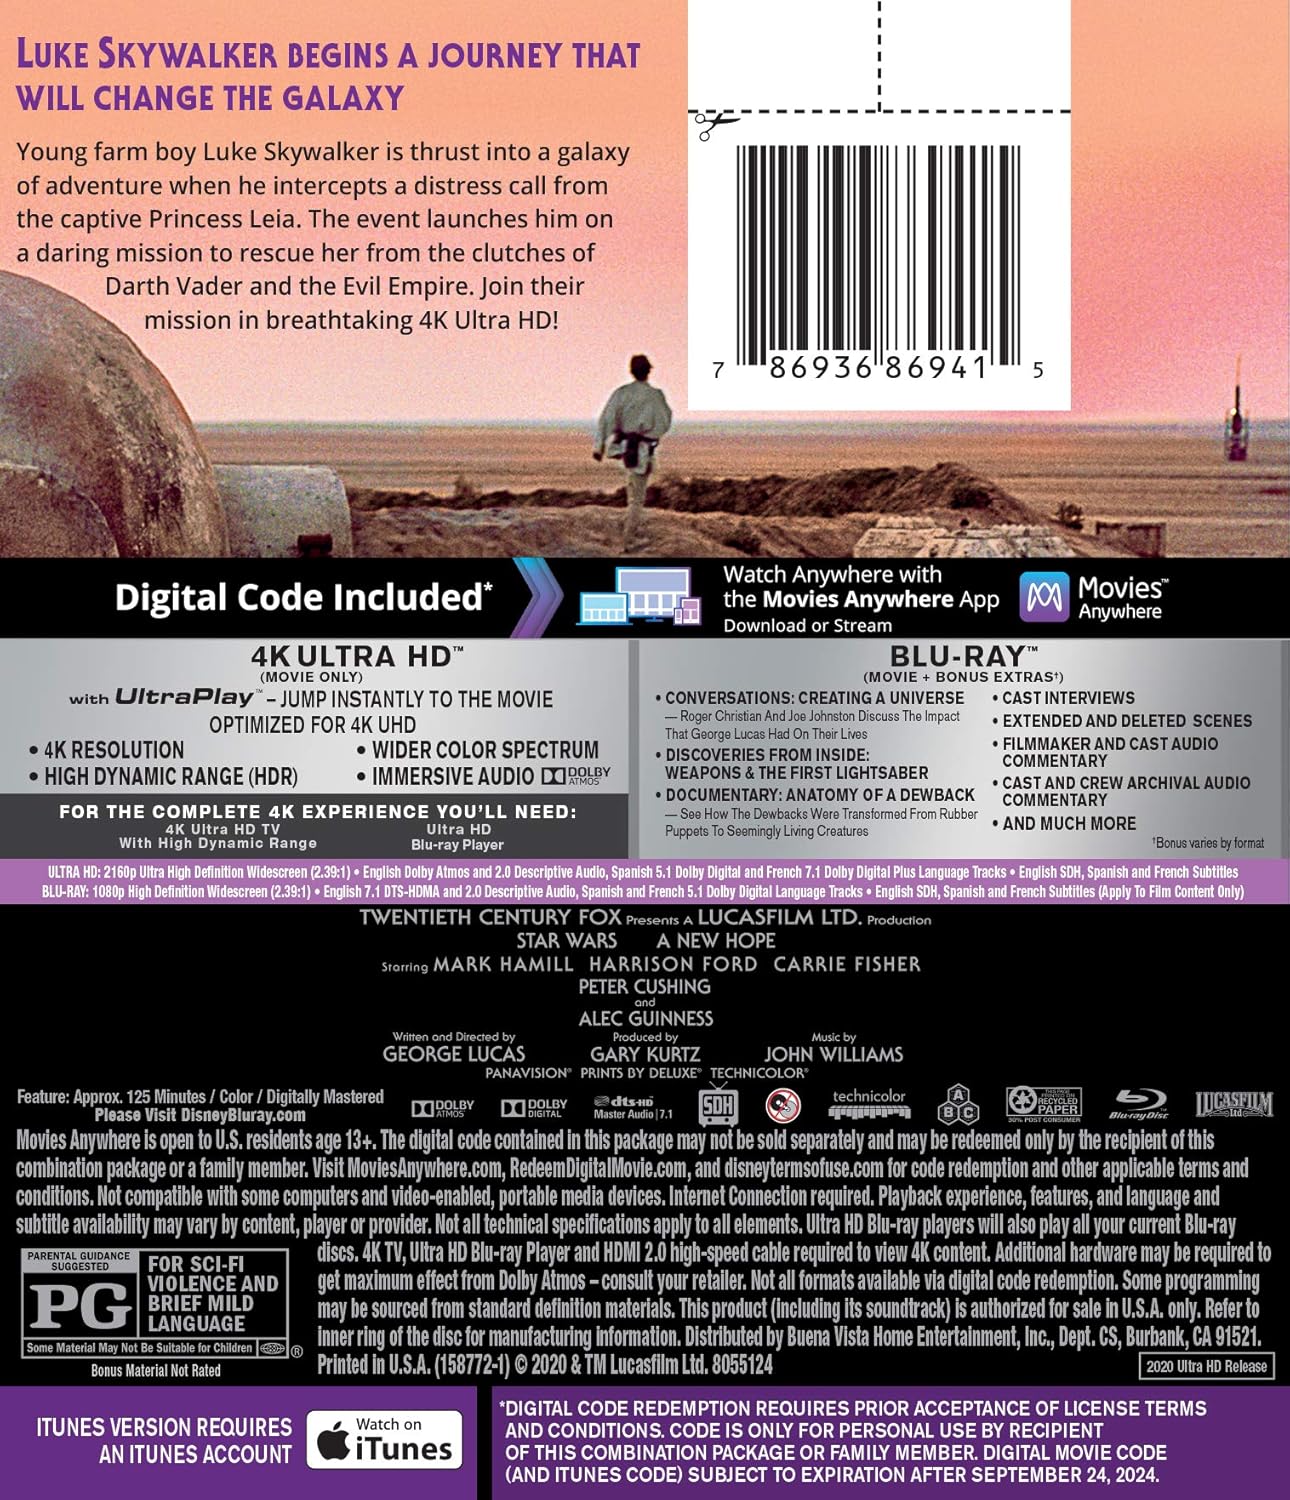 LUKE SKYWALKER BEGINS A JOURNEY THAT
WILL CHANGE THE GALAXY
Young farm boy Luke Skywalker is thrust into a galaxy
of adventure when he intercepts a distress call from
the captive Princess Leia. The event launches him on
a daring mission to rescue her from the clutches of
Darth Vader and the Evil Empire. Join their
mission in breathtaking 4K Ultra HD!
7 86936 86941 5
Digital Code Included*
Watch Anywhere with
the Movies Anywhere App
Download or Stream
Movies™
Anywhere
4K ULTRA HD™
(MOVIE ONLY)
with UltraPlay™ – JUMP INSTANTLY TO THE MOVIE
OPTIMIZED FOR 4K UHD
• 4K RESOLUTION
• HIGH DYNAMIC RANGE (HDR)
• WIDER COLOR SPECTRUM
• IMMERSIVE AUDIO DOLBY ATMOS
FOR THE COMPLETE 4K EXPERIENCE YOU'LL NEED:
4K Ultra HD TV
With High Dynamic Range
Ultra HD
Blu-ray Player
BLU-RAY™
(MOVIE + BONUS EXTRAS†)
• CONVERSATIONS: CREATING A UNIVERSE
— Roger Christian And Joe Johnston Discuss The Impact
That George Lucas Had On Their Lives
• DISCOVERIES FROM INSIDE:
WEAPONS & THE FIRST LIGHTSABER
• DOCUMENTARY: ANATOMY OF A DEWBACK
— See How The Dewbacks Were Transformed From Rubber
Puppets To Seemingly Living Creatures
• CAST INTERVIEWS
• EXTENDED AND DELETED SCENES
• FILMMAKER AND CAST AUDIO
COMMENTARY
• CAST AND CREW ARCHIVAL AUDIO
COMMENTARY
• AND MUCH MORE
†Bonus varies by format
ULTRA HD: 2160p Ultra High Definition Widescreen (2.39:1) • English Dolby Atmos and 2.0 Descriptive Audio, Spanish 5.1 Dolby Digital and French 7.1 Dolby Digital Plus Language Tracks • English SDH, Spanish and French Subtitles
BLU-RAY: 1080p High Definition Widescreen (2.39:1) • English 7.1 DTS-HDMA and 2.0 Descriptive Audio, Spanish and French 5.1 Dolby Digital Language Tracks • English SDH, Spanish and French Subtitles (Apply To Film Content Only)
TWENTIETH CENTURY FOX Presents A LUCASFILM LTD. Production
STAR WARS A NEW HOPE
Starring MARK HAMILL HARRISON FORD CARRIE FISHER
PETER CUSHING
and
ALEC GUINNESS
Written and Directed by
GEORGE LUCAS
Produced by
GARY KURTZ
Music by
JOHN WILLIAMS
PANAVISION® PRINTS BY DELUXE® TECHNICOLOR®
Feature: Approx. 125 Minutes / Color / Digitally Mastered
Please Visit DisneyBluray.com
DOLBY ATMOS
DOLBY DIGITAL
dts-HD
Master Audio | 7.1
SDH
technicolor
A B C
THIS PAGE PRINTED ON
RECYCLED
PAPER
30% POST CONSUMER
Blu-ray Disc
LUCASFILM
Ltd
Movies Anywhere is open to U.S. residents age 13+. The digital code contained in this package may not be sold separately and may be redeemed only by the recipient of this
combination package or a family member. Visit MoviesAnywhere.com, RedeemDigitalMovie.com, and disneytermsofuse.com for code redemption and other applicable terms and
conditions. Not compatible with some computers and video-enabled, portable media devices. Internet Connection required. Playback experience, features, and language and
subtitle availability may vary by content, player or provider. Not all technical specifications apply to all elements. Ultra HD Blu-ray players will also play all your current Blu-ray
discs. 4K TV, Ultra HD Blu-ray Player and HDMI 2.0 high-speed cable required to view 4K content. Additional hardware may be required to
get maximum effect from Dolby Atmos – consult your retailer. Not all formats available via digital code redemption. Some programming
may be sourced from standard definition materials. This product (including its soundtrack) is authorized for sale in U.S.A. only. Refer to
inner ring of the disc for manufacturing information. Distributed by Buena Vista Home Entertainment, Inc., Dept. CS, Burbank, CA 91521.
Printed in U.S.A. (158772-1) © 2020 & TM Lucasfilm Ltd. 8055124
PARENTAL GUIDANCE
SUGGESTED
PG
FOR SCI-FI
VIOLENCE AND
BRIEF MILD
LANGUAGE
Some Material May Not Be Suitable for Children
®
Bonus Material Not Rated
2020 Ultra HD Release
ITUNES VERSION REQUIRES
AN ITUNES ACCOUNT
Watch on
iTunes
*DIGITAL CODE REDEMPTION REQUIRES PRIOR ACCEPTANCE OF LICENSE TERMS
AND CONDITIONS. CODE IS ONLY FOR PERSONAL USE BY RECIPIENT
OF THIS COMBINATION PACKAGE OR FAMILY MEMBER. DIGITAL MOVIE CODE
(AND ITUNES CODE) SUBJECT TO EXPIRATION AFTER SEPTEMBER 24, 2024.